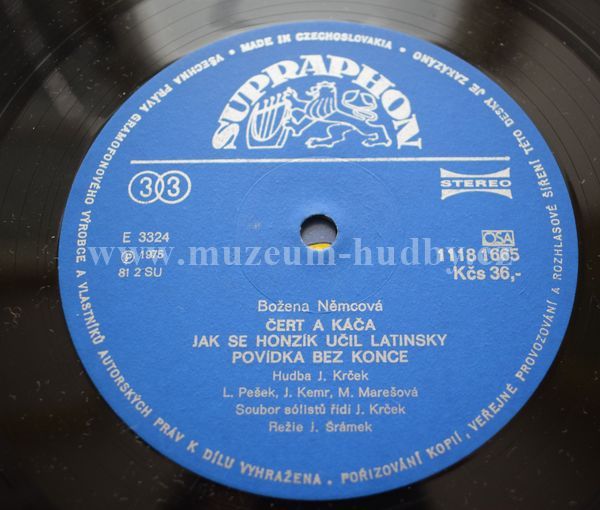 VŠECHNA PRÁVA GRAMOFONOVÉHO VÝROBCE A VLASTNÍKŮ AUTORSKÝCH PRÁV K DÍLU VYHRAŽENA. POŘIZOVÁNÍ KOPIÍ, VEŘEJNÉ PROVOZOVÁNÍ A ROZHLASOVÉ ŠÍŘENÍ TÉTO DESKY JE ZAKÁZÁNO • MADE IN CZECHOSLOVAKIA •
SUPRAPHON
33
STEREO
E 3324
Ⓟ 1975
81 2 SU
OSA
1118 1665
Kčs 36,-
www.muzeum-hudby.cz
Božena Němcová
ČERT A KÁČA
JAK SE HONZÍK UČIL LATINSKY
POVÍDKA BEZ KONCE
Hudba J. Krček
L. Pešek, J. Kemr, M. Marešová
Soubor sólistů řídí J. Krček
Režie J. Šrámek